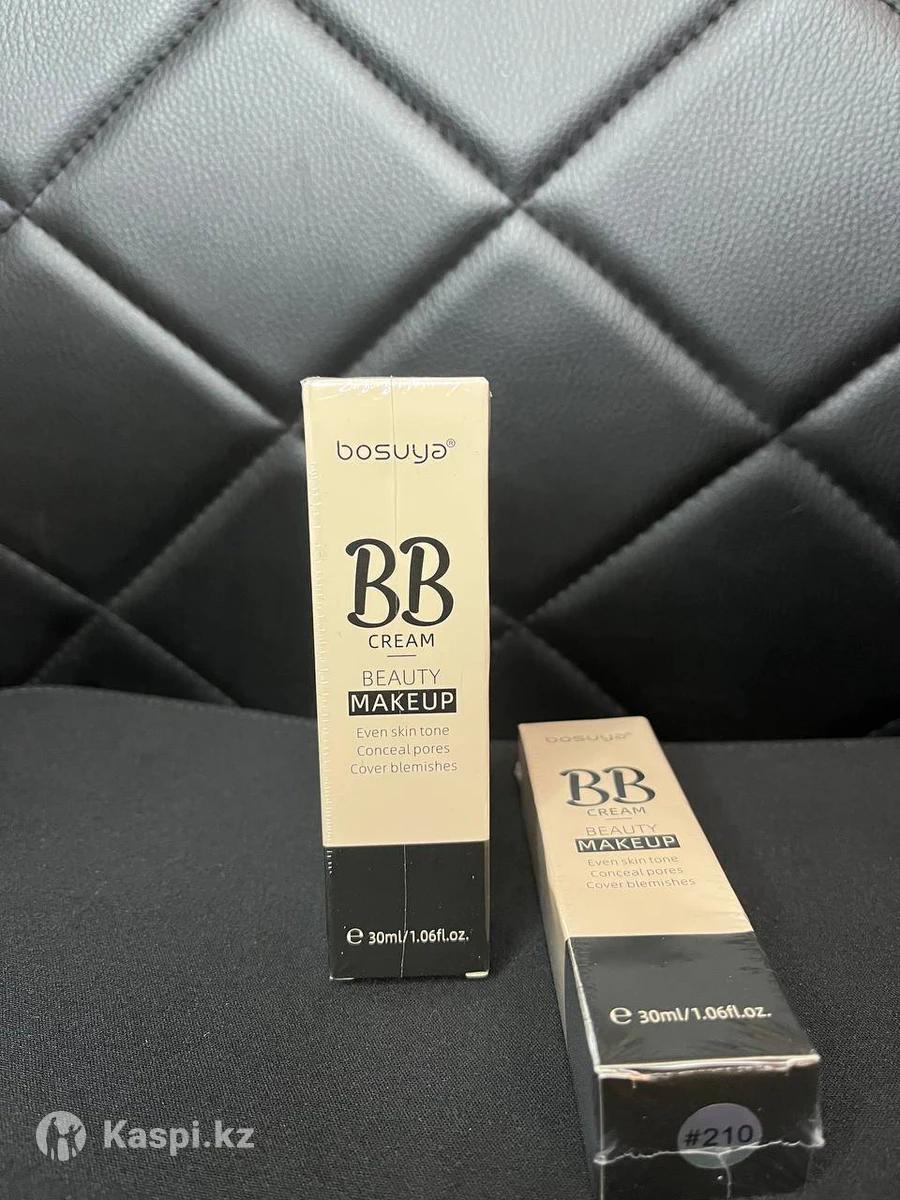 bosuya®
BB
CREAM
BEAUTY
MAKEUP
Even skin tone
Conceal pores
Cover blemishes
℮ 30ml/1.06fl.oz.
bosuya®
BB
CREAM
BEAUTY
MAKEUP
Even skin tone
Conceal pores
Cover blemishes
℮ 30ml/1.06fl.oz.
#210
Kaspi.kz